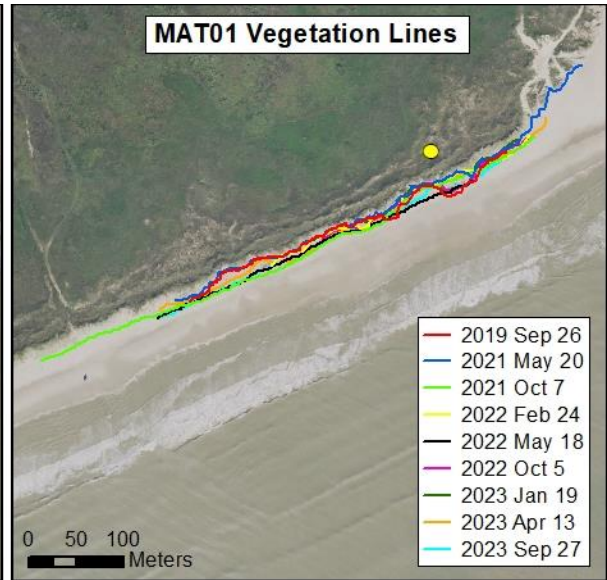 MAT01 Vegetation Lines
2019 Sep 26
2021 May 20
2021 Oct 7
2022 Feb 24
2022 May 18
2022 Oct 5
2023 Jan 19
2023 Apr 13
2023 Sep 27
0 50 100
Meters